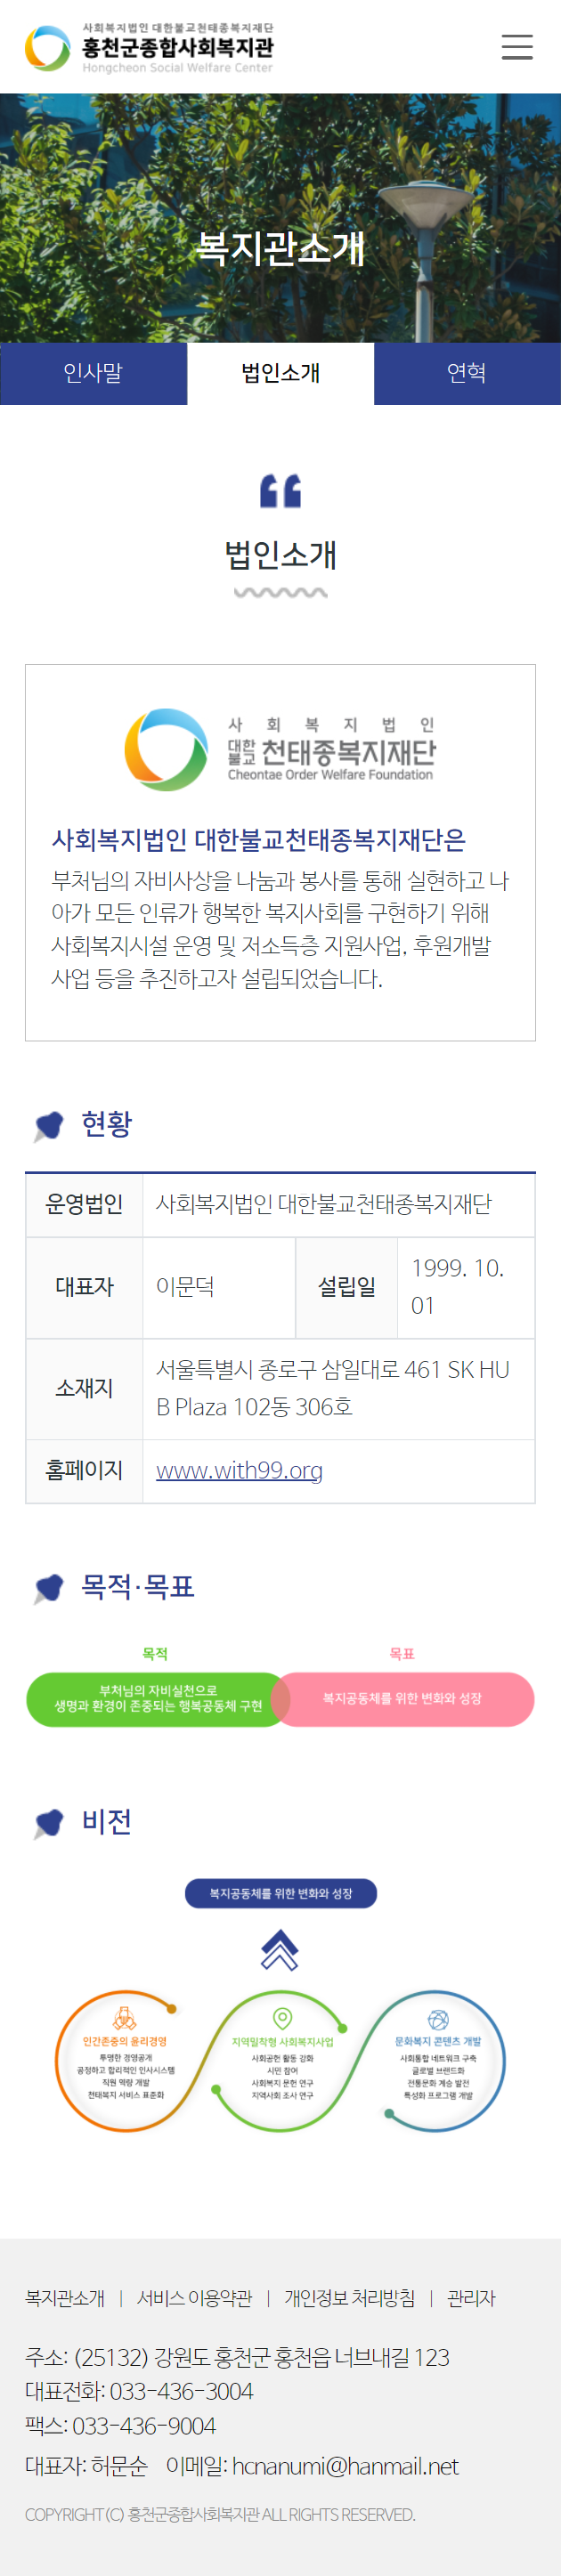 사회복지법인 대한불교천태종복지재단
홍천군종합사회복지관
Hongcheon Social Welfare Center
복지관소개
인사말
법인소개
연혁
법인소개
사회복지법인
대한불교 천태종복지재단
Cheontae Order Welfare Foundation
사회복지법인 대한불교천태종복지재단은
부처님의 자비사상을 나눔과 봉사를 통해 실현하고 나
아가 모든 인류가 행복한 복지사회를 구현하기 위해
사회복지시설 운영 및 저소득층 지원사업. 후원개발
사업 등을 추진하고자 설립되었습니다.
현황
운영법인 사회복지법인 대한불교천태종복지재단
대표자 이문덕 설립일 1999. 10.
01
소재지 서울특별시 종로구 삼일대로 461 SK HU
B Plaza 102동 306호
홈페이지 www.with99.org
목적·목표
목적
목표
부처님의 자비실천으로
생명과 환경이 존중되는 행복공동체 구현
복지공동체를 위한 변화와 성장
비전
복지공동체를 위한 변화와 성장
인간존중의 윤리경영
투명한 경영공개
공정하고 합리적인 인사시스템
직원 역량 개발
천태복지 서비스 표준화
지역밀착형 사회복지사업
사회공헌 활동 강화
시민 참여
사회복지 문헌 연구
지역사회 조사 연구
문화복지 콘텐츠 개발
사회통합 네트워크 구축
글로벌 브랜드화
전통문화 계승 발전
특성화 프로그램 개발
복지관소개 | 서비스 이용약관 | 개인정보 처리방침 | 관리자
주소: (25132) 강원도 홍천군 홍천읍 너브내길 123
대표전화: 033-436-3004
팩스: 033-436-9004
대표자: 허문순 이메일: hcnanumi@hanmail.net
COPYRIGHT (C) 홍천군종합사회복지관 ALL RIGHTS RESERVED.